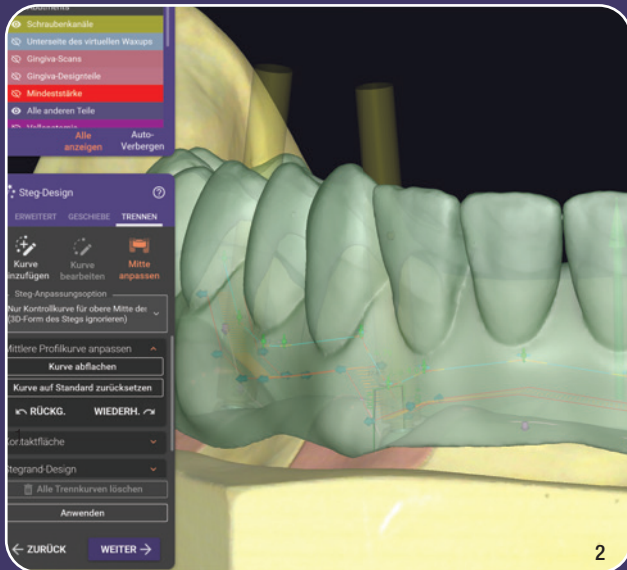 Schraubenkanäle
Unterseite des virtuellen Waxups
Gingiva-Scans
Gingiva-Designteile
Mindeststärke
Alle anderen Teile
Alle
anzeigen
Auto-
Verbergen
Steg-Design
ERWEITERT GESCHIEBE TRENNEN
Kurve
hinzufügen
Kurve
bearbeiten
Mitte
anpassen
Steg-Anpassungsoption
Nur Kontrollkurve für obere Mitte der
(3D-Form des Stegs ignorieren)
Mittlere Profilkurve anpassen
Kurve abflachen
Kurve auf Standard zurücksetzen
RÜCKG. WIEDERH.
Kontaktfläche
Stegrand-Design
Alle Trennkurven löschen
Anwenden
ZURÜCK WEITER
2